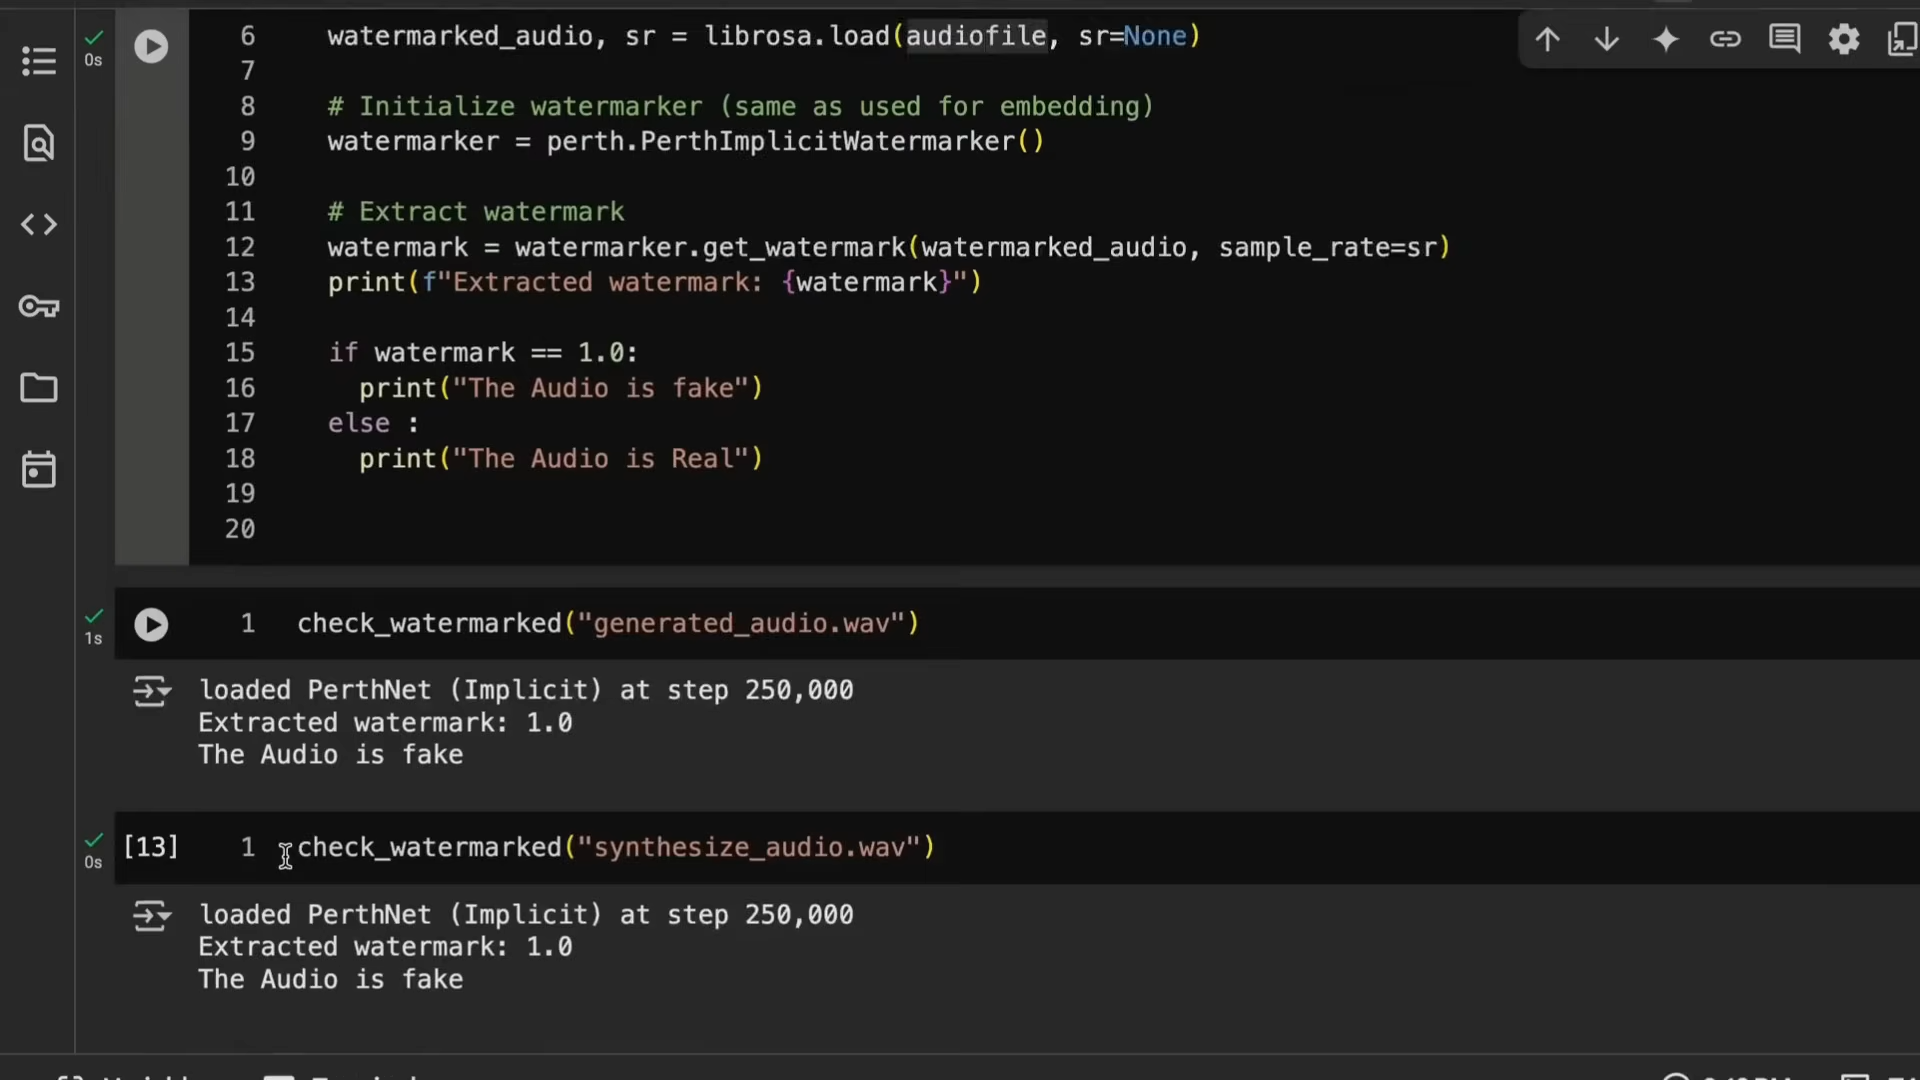 6 watermarked_audio, sr = librosa.load(audiofile, sr=None)
0s
7
8 # Initialize watermarker (same as used for embedding)
9 watermarker = perth.PerthImplicitWatermarker()
10
11 # Extract watermark
12 watermark = watermarker.get_watermark(watermarked_audio, sample_rate=sr)
13 print(f"Extracted watermark: {watermark}")
14
15 if watermark == 1.0:
16 print("The Audio is fake")
17 else :
18 print("The Audio is Real")
19
20
1 check_watermarked("generated_audio.wav")
1s
loaded PerthNet (Implicit) at step 250,000
Extracted watermark: 1.0
The Audio is fake
[13] 1 check_watermarked("synthesize_audio.wav")
0s
loaded PerthNet (Implicit) at step 250,000
Extracted watermark: 1.0
The Audio is fake